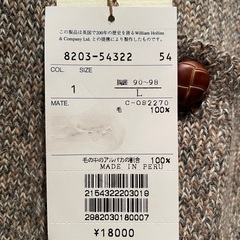 この製品は英国で200年の歴史を誇るWilliam Hollins
& Company Ltd. との提携により製作したものです。
8203-54322 54
COL. SIZE
胸囲 90-98
L
MATE. C-082270
毛 100%
毛の中のアルパカの割合 100%
MADE IN PERU
2154322203019
2982030180007
¥18000